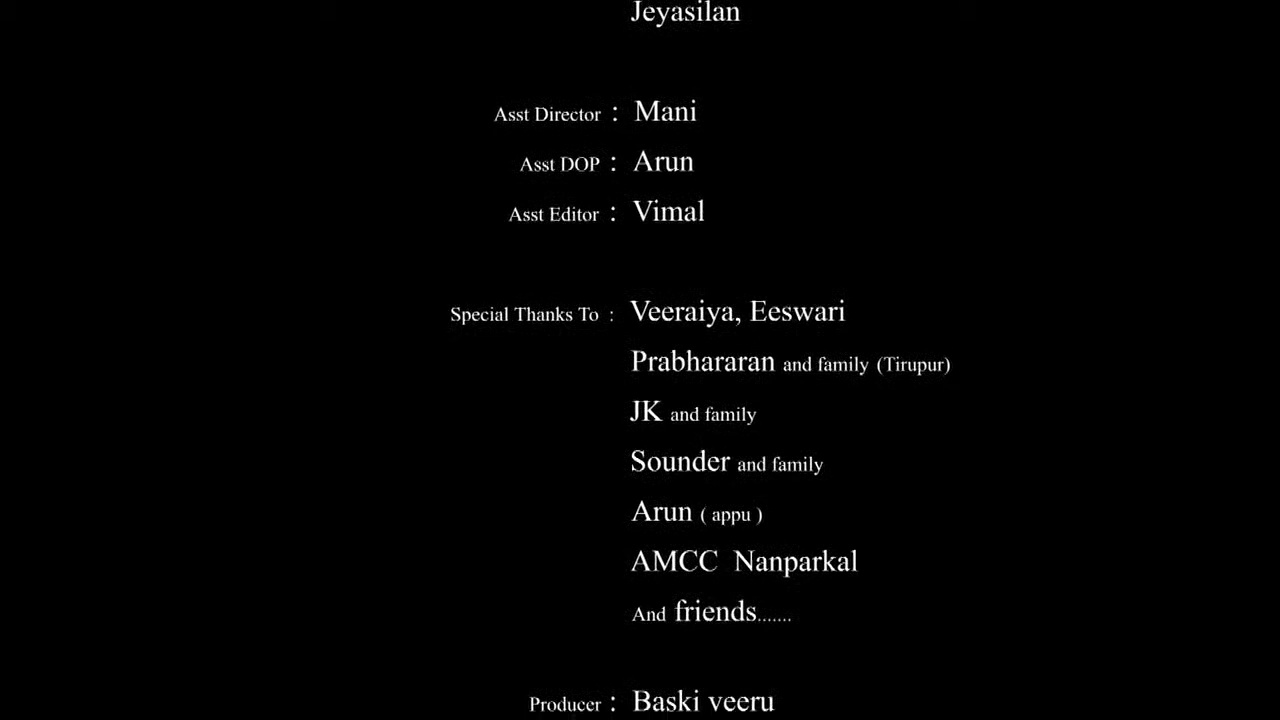 Jeyasilan
Asst Director : Mani
Asst DOP : Arun
Asst Editor : Vimal
Special Thanks To : Veeraiya, Eeswari
Prabhararan and family (Tirupur)
JK and family
Sounder and family
Arun ( appu )
AMCC Nanparkal
And friends.......
Producer : Baski veeru